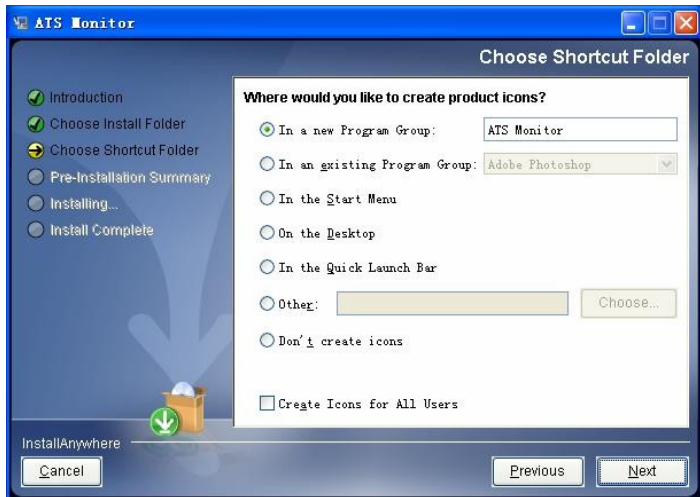 ATS Monitor
Choose Shortcut Folder
Introduction
Choose Install Folder
Choose Shortcut Folder
Pre-Installation Summary
Installing...
Install Complete
Where would you like to create product icons?
In a new Program Group: ATS Monitor
In an existing Program Group: Adobe Photoshop
In the Start Menu
On the Desktop
In the Quick Launch Bar
Other: Choose...
Don't create icons
Create Icons for All Users
InstallAnywhere
Cancel Previous Next